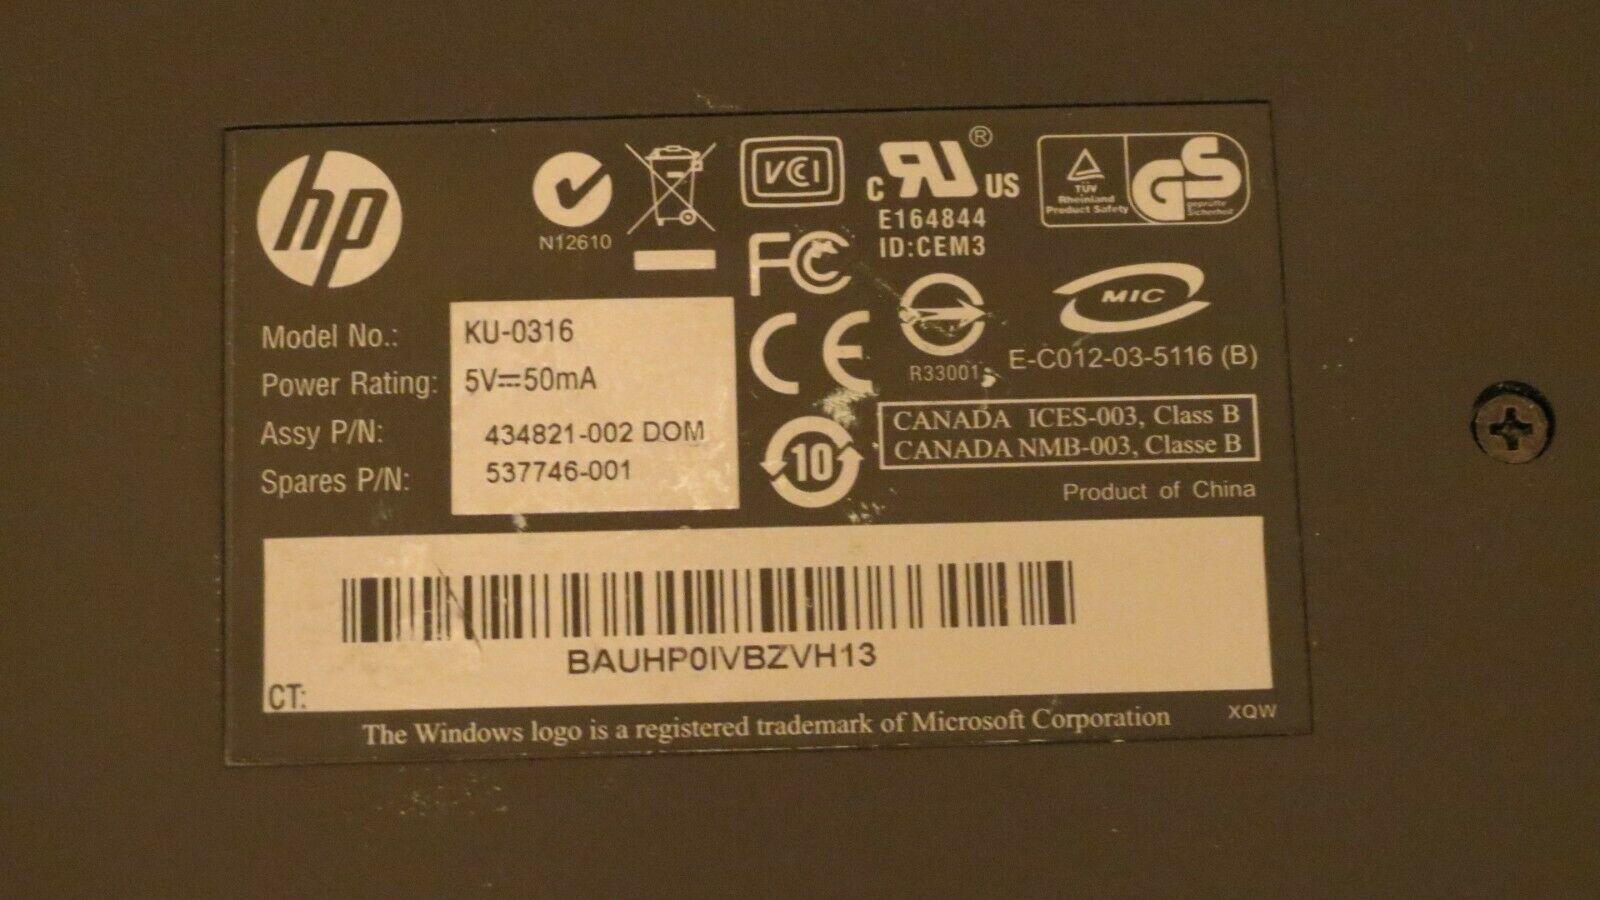 hp
N12610
VCI
FC
CE
C RU US ®
E164844
ID:CEM3
TÜV
Rheinland
Product Safety
GS
geprüfte
Sicherheit
MIC
R33001
E-C012-03-5116 (B)
Model No.: KU-0316
Power Rating: 5V⎓50mA
Assy P/N: 434821-002 DOM
Spares P/N: 537746-001
10
CANADA ICES-003, Class B
CANADA NMB-003, Classe B
Product of China
BAUHP0IVBZVH13
CT:
The Windows logo is a registered trademark of Microsoft Corporation
XQW